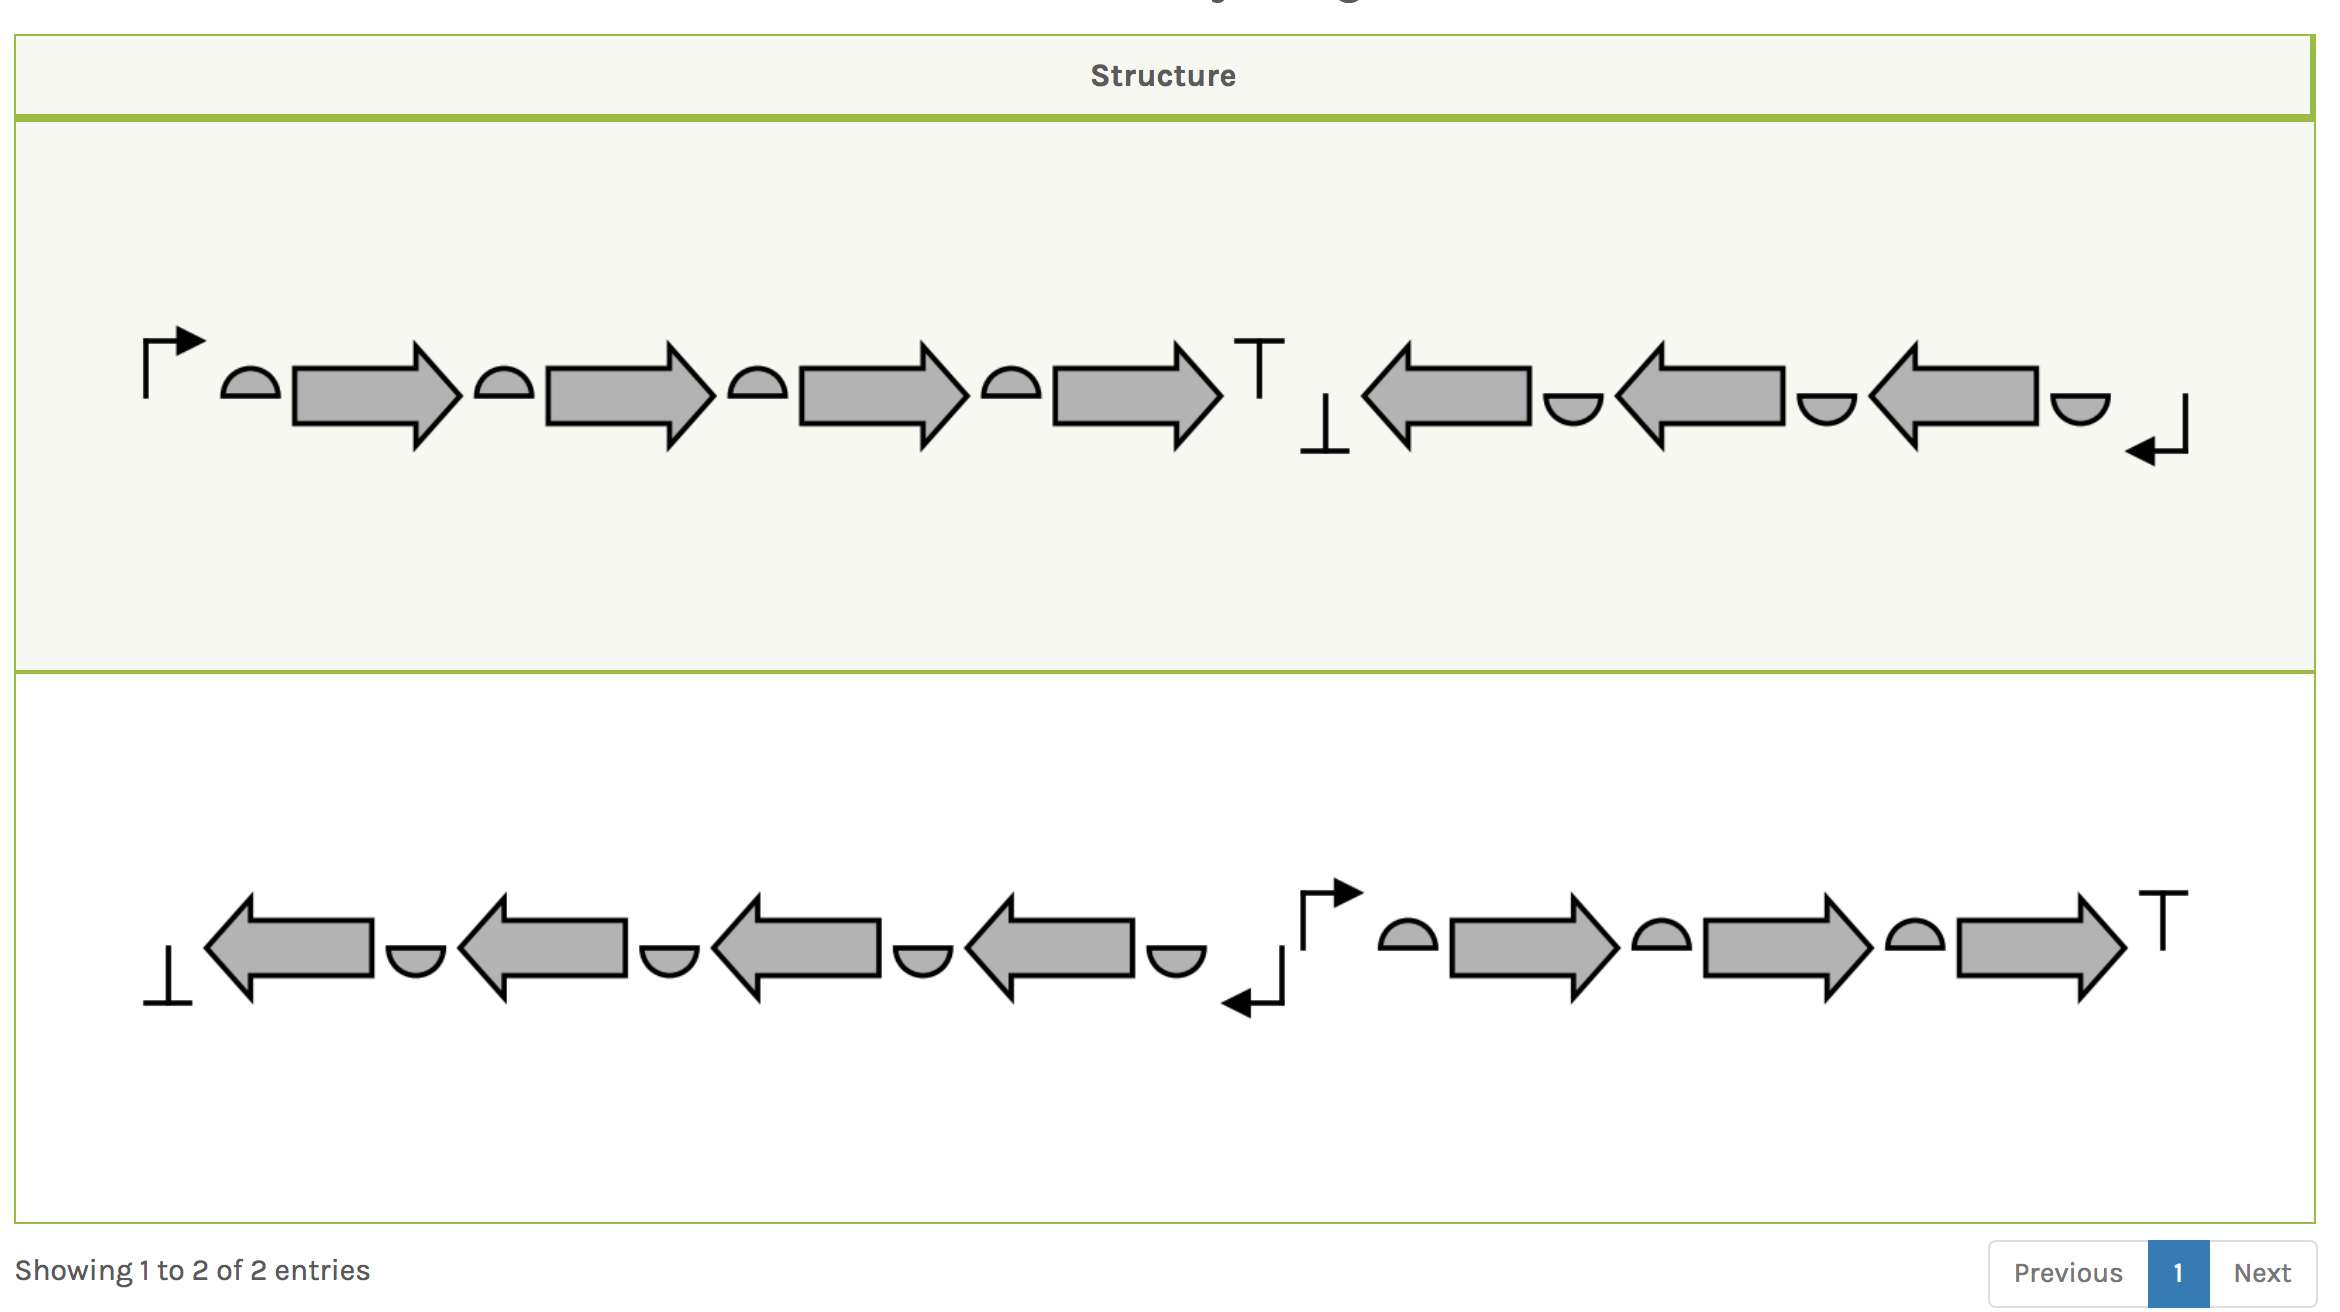 Structure
Showing 1 to 2 of 2 entries
Previous 1 Next